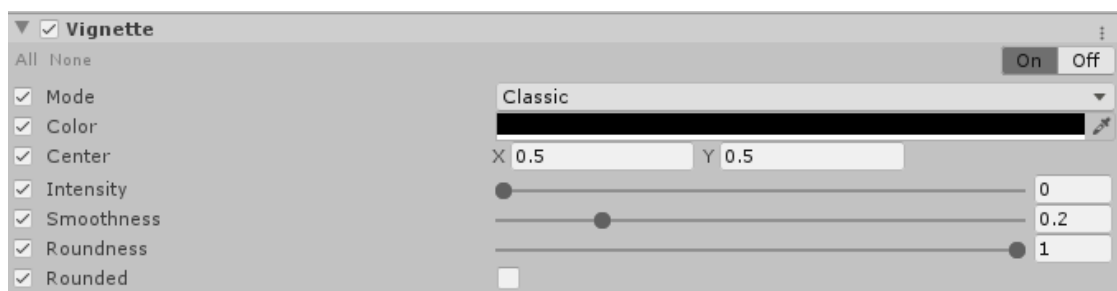 Vignette
All None On Off
Mode Classic
Color
Center X 0.5 Y 0.5
Intensity 0
Smoothness 0.2
Roundness 1
Rounded